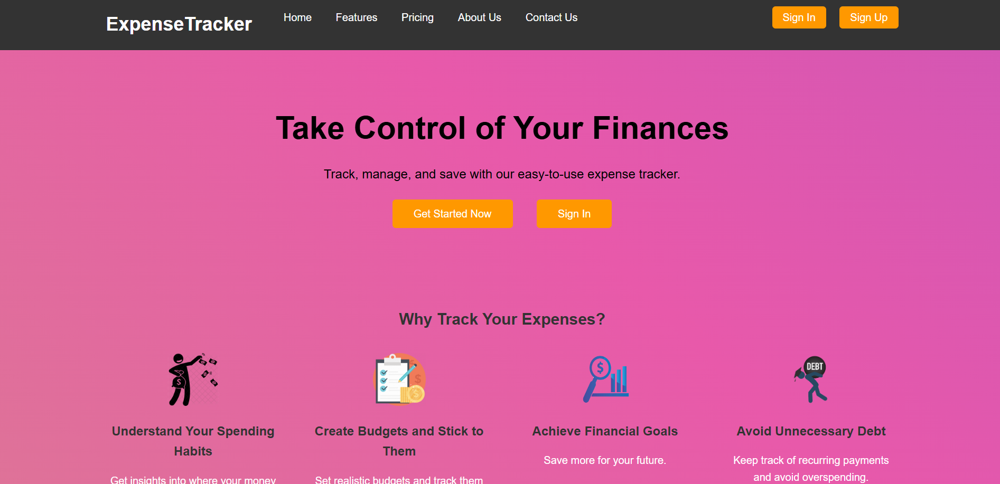 ExpenseTracker
Home
Features
Pricing
About Us
Contact Us
Sign In
Sign Up
Take Control of Your Finances
Track, manage, and save with our easy-to-use expense tracker.
Get Started Now
Sign In
Why Track Your Expenses?
DEBT
Understand Your Spending
Habits
Get insights into where your money
Create Budgets and Stick to
Them
Set realistic budgets and track them
Achieve Financial Goals
Save more for your future.
Avoid Unnecessary Debt
Keep track of recurring payments
and avoid overspending.